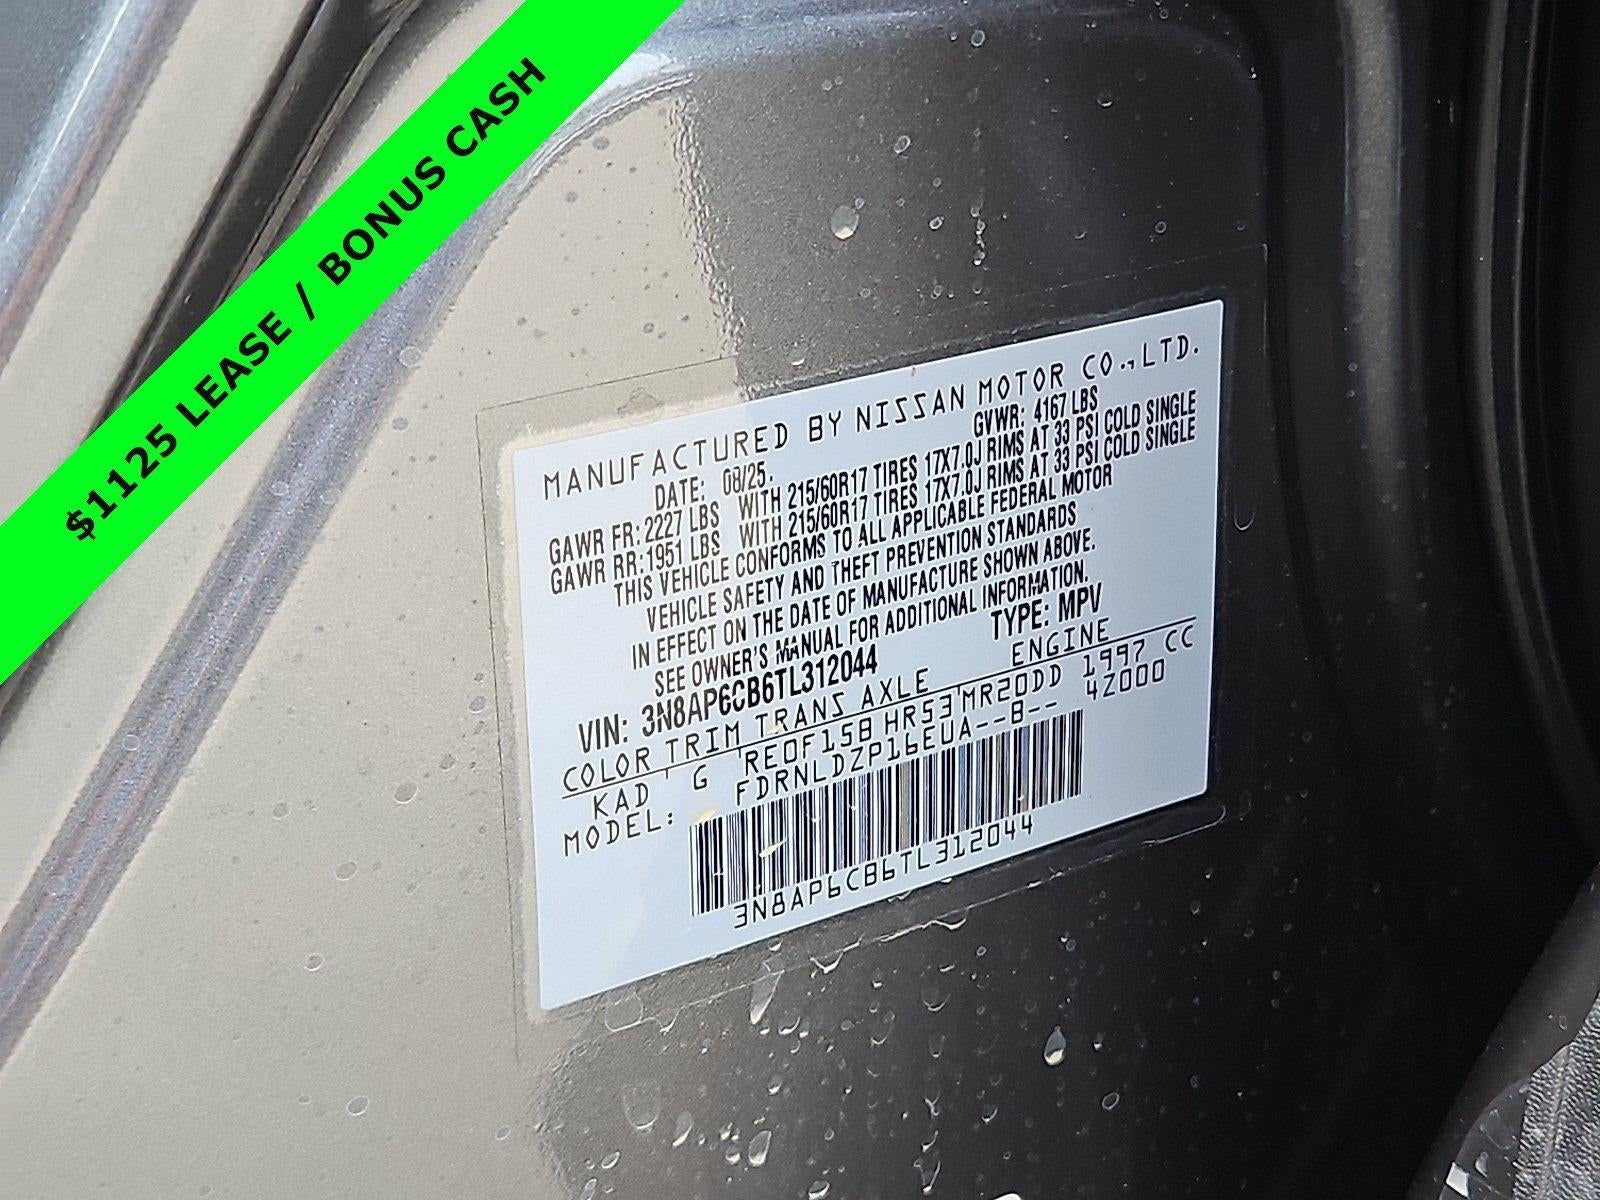 $1125 LEASE / BONUS CASH
MANUFACTURED BY NISSAN MOTOR CO.,LTD.
DATE: 08/25. GVWR: 4167 LBS
GAWR FR: 2227 LBS WITH 215/60R17 TIRES 17X7.0J RIMS AT 33 PSI COLD SINGLE
GAWR RR: 1951 LBS WITH 215/60R17 TIRES 17X7.0J RIMS AT 33 PSI COLD SINGLE
THIS VEHICLE CONFORMS TO ALL APPLICABLE FEDERAL MOTOR
VEHICLE SAFETY AND THEFT PREVENTION STANDARDS
IN EFFECT ON THE DATE OF MANUFACTURE SHOWN ABOVE.
SEE OWNER'S MANUAL FOR ADDITIONAL INFORMATION.
VIN: 3N8AP6CB6TL312044 TYPE: MPV
COLOR TRIM TRANS AXLE ENGINE
KAD G RE0F15B HR53 MR20DD 1997 CC
MODEL: FDRNLDZP16EUA--B-- 42000
3N8AP6CB6TL312044